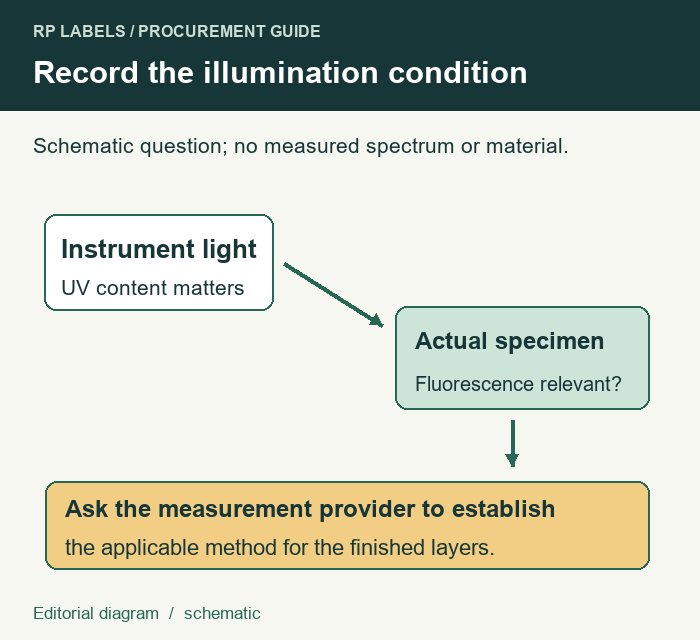 RP LABELS / PROCUREMENT GUIDE
Record the illumination condition
Schematic question; no measured spectrum or material.
Instrument light
UV content matters
Actual specimen
Fluorescence relevant?
Ask the measurement provider to establish
the applicable method for the finished layers.
Editorial diagram / schematic